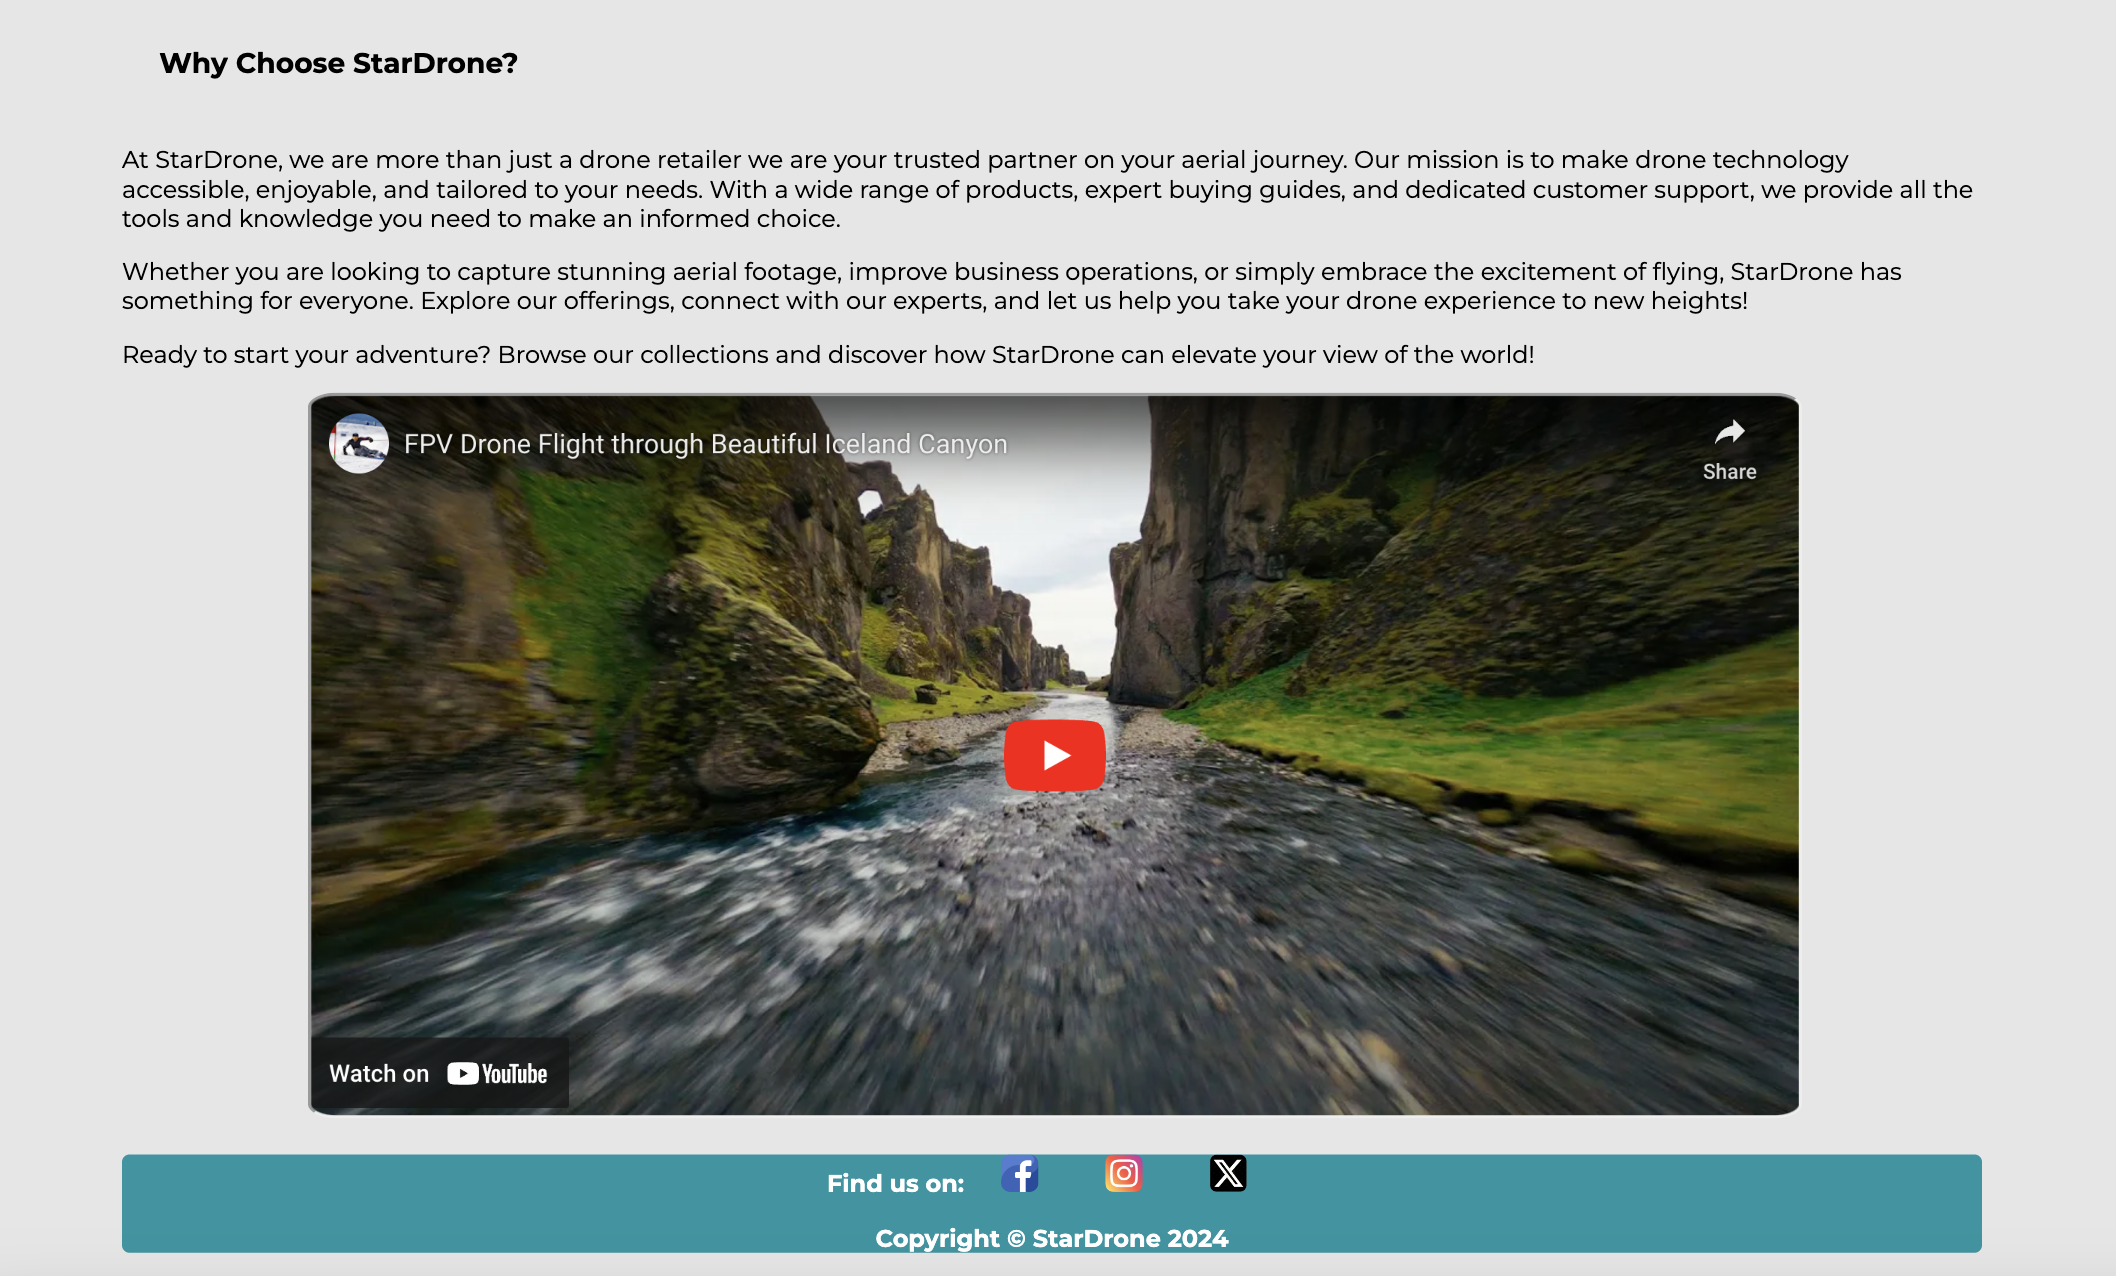 Why Choose StarDrone?
At StarDrone, we are more than just a drone retailer we are your trusted partner on your aerial journey. Our mission is to make drone technology
accessible, enjoyable, and tailored to your needs. With a wide range of products, expert buying guides, and dedicated customer support, we provide all the
tools and knowledge you need to make an informed choice.
Whether you are looking to capture stunning aerial footage, improve business operations, or simply embrace the excitement of flying, StarDrone has
something for everyone. Explore our offerings, connect with our experts, and let us help you take your drone experience to new heights!
Ready to start your adventure? Browse our collections and discover how StarDrone can elevate your view of the world!
FPV Drone Flight through Beautiful Iceland Canyon
Share
Watch on YouTube
Find us on:
Copyright © StarDrone 2024